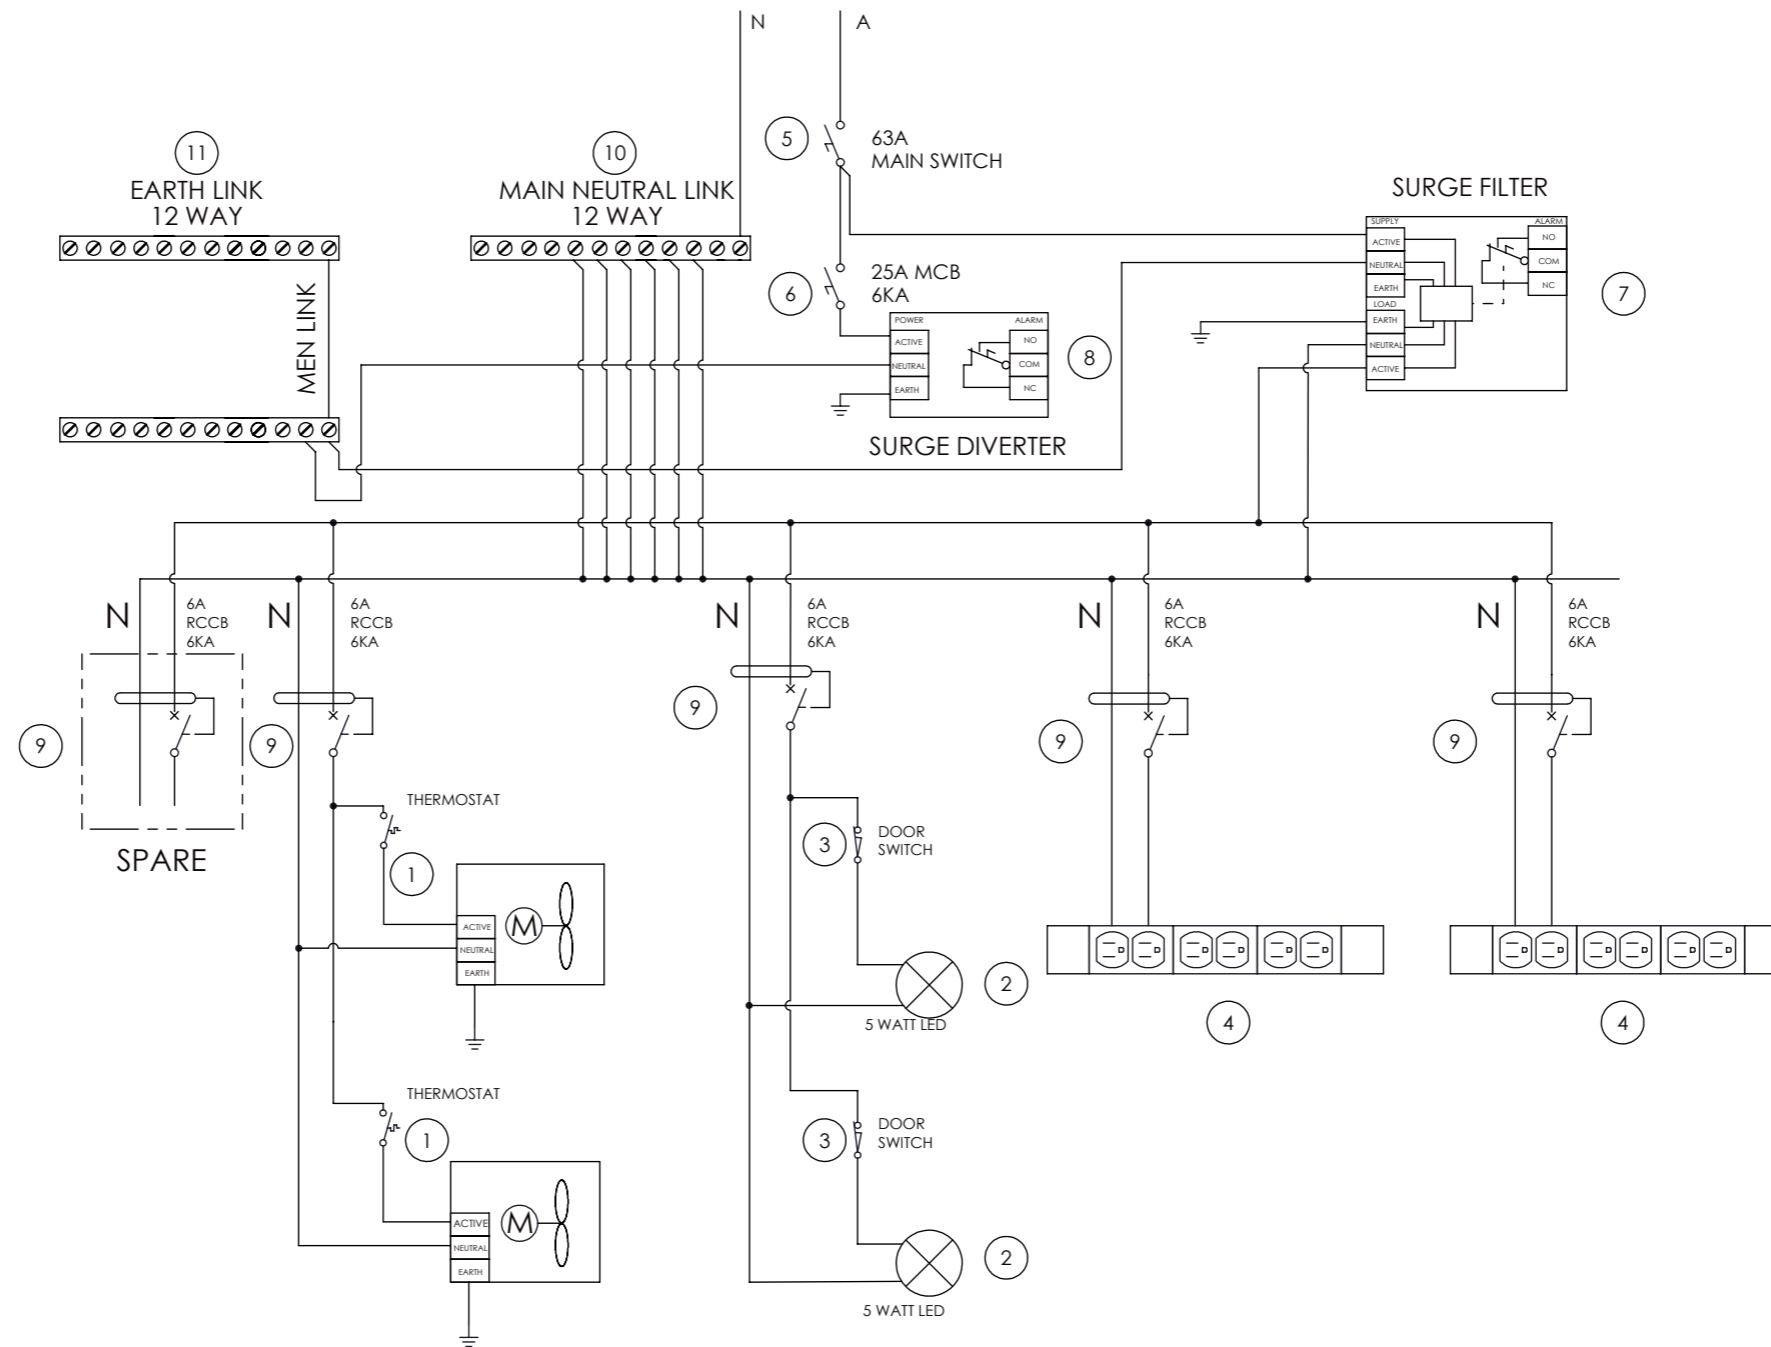 N
A
5
63A
MAIN SWITCH
11
EARTH LINK
12 WAY
10
MAIN NEUTRAL LINK
12 WAY
SURGE FILTER
SUPPLY
ALARM
ACTIVE
NO
NEUTRAL
COM
EARTH
NC
LOAD
EARTH
NEUTRAL
ACTIVE
7
MEN LINK
6
25A MCB
6KA
POWER
ALARM
ACTIVE
NO
NEUTRAL
COM
EARTH
NC
8
SURGE DIVERTER
N
6A
RCCB
6KA
N
6A
RCCB
6KA
N
6A
RCCB
6KA
N
6A
RCCB
6KA
N
6A
RCCB
6KA
9
9
9
9
9
SPARE
THERMOSTAT
1
ACTIVE
NEUTRAL
EARTH
M
3
DOOR
SWITCH
2
5 WATT LED
4
4
THERMOSTAT
1
ACTIVE
NEUTRAL
EARTH
M
3
DOOR
SWITCH
2
5 WATT LED